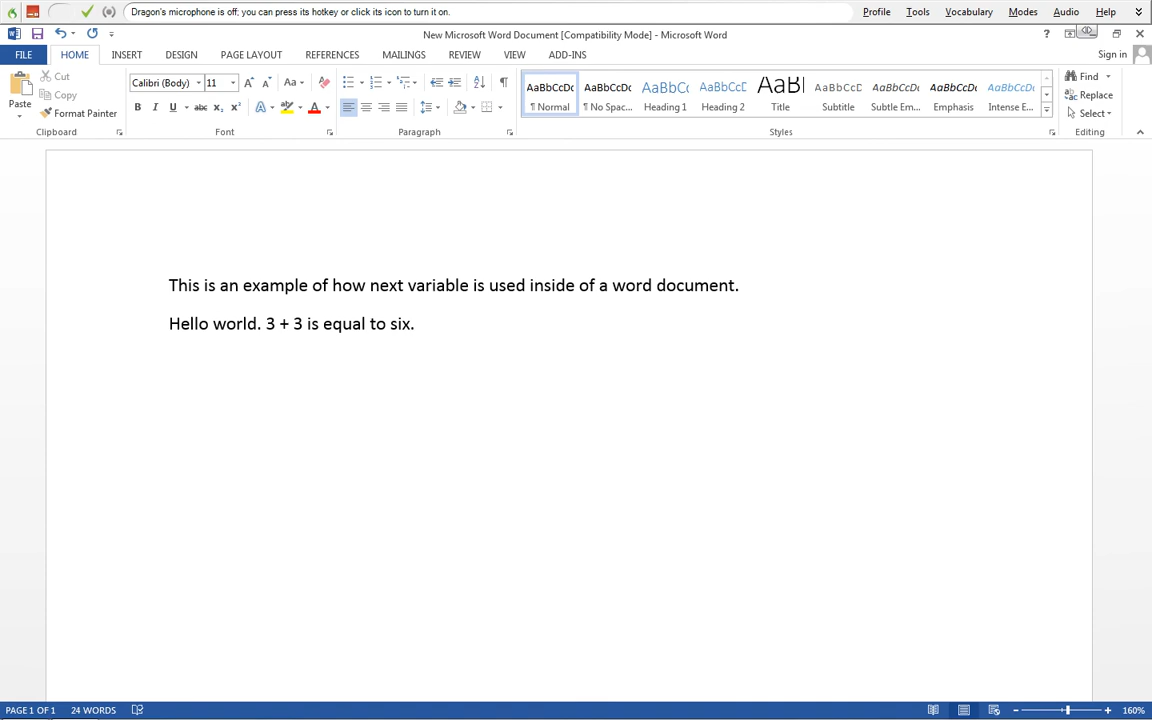 Dragon's microphone is off; you can press its hotkey or click its icon to turn it on.
Profile Tools Vocabulary Modes Audio Help
New Microsoft Word Document [Compatibility Mode] - Microsoft Word
FILE HOME INSERT DESIGN PAGE LAYOUT REFERENCES MAILINGS REVIEW VIEW ADD-INS Sign in
Paste
Cut
Copy
Format Painter
Clipboard
Calibri (Body) 11
Font
Paragraph
AaBbCcDc AaBbCcDc AaBbC AaBbCcD AaB AaBbCcD AaBbCcDc AaBbCcDc AaBbCcDc
¶ Normal ¶ No Spac... Heading 1 Heading 2 Title Subtitle Subtle Em... Emphasis Intense E...
Styles
Find
Replace
Select
Editing
This is an example of how next variable is used inside of a word document.
Hello world. 3 + 3 is equal to six.
PAGE 1 OF 1 24 WORDS 160%